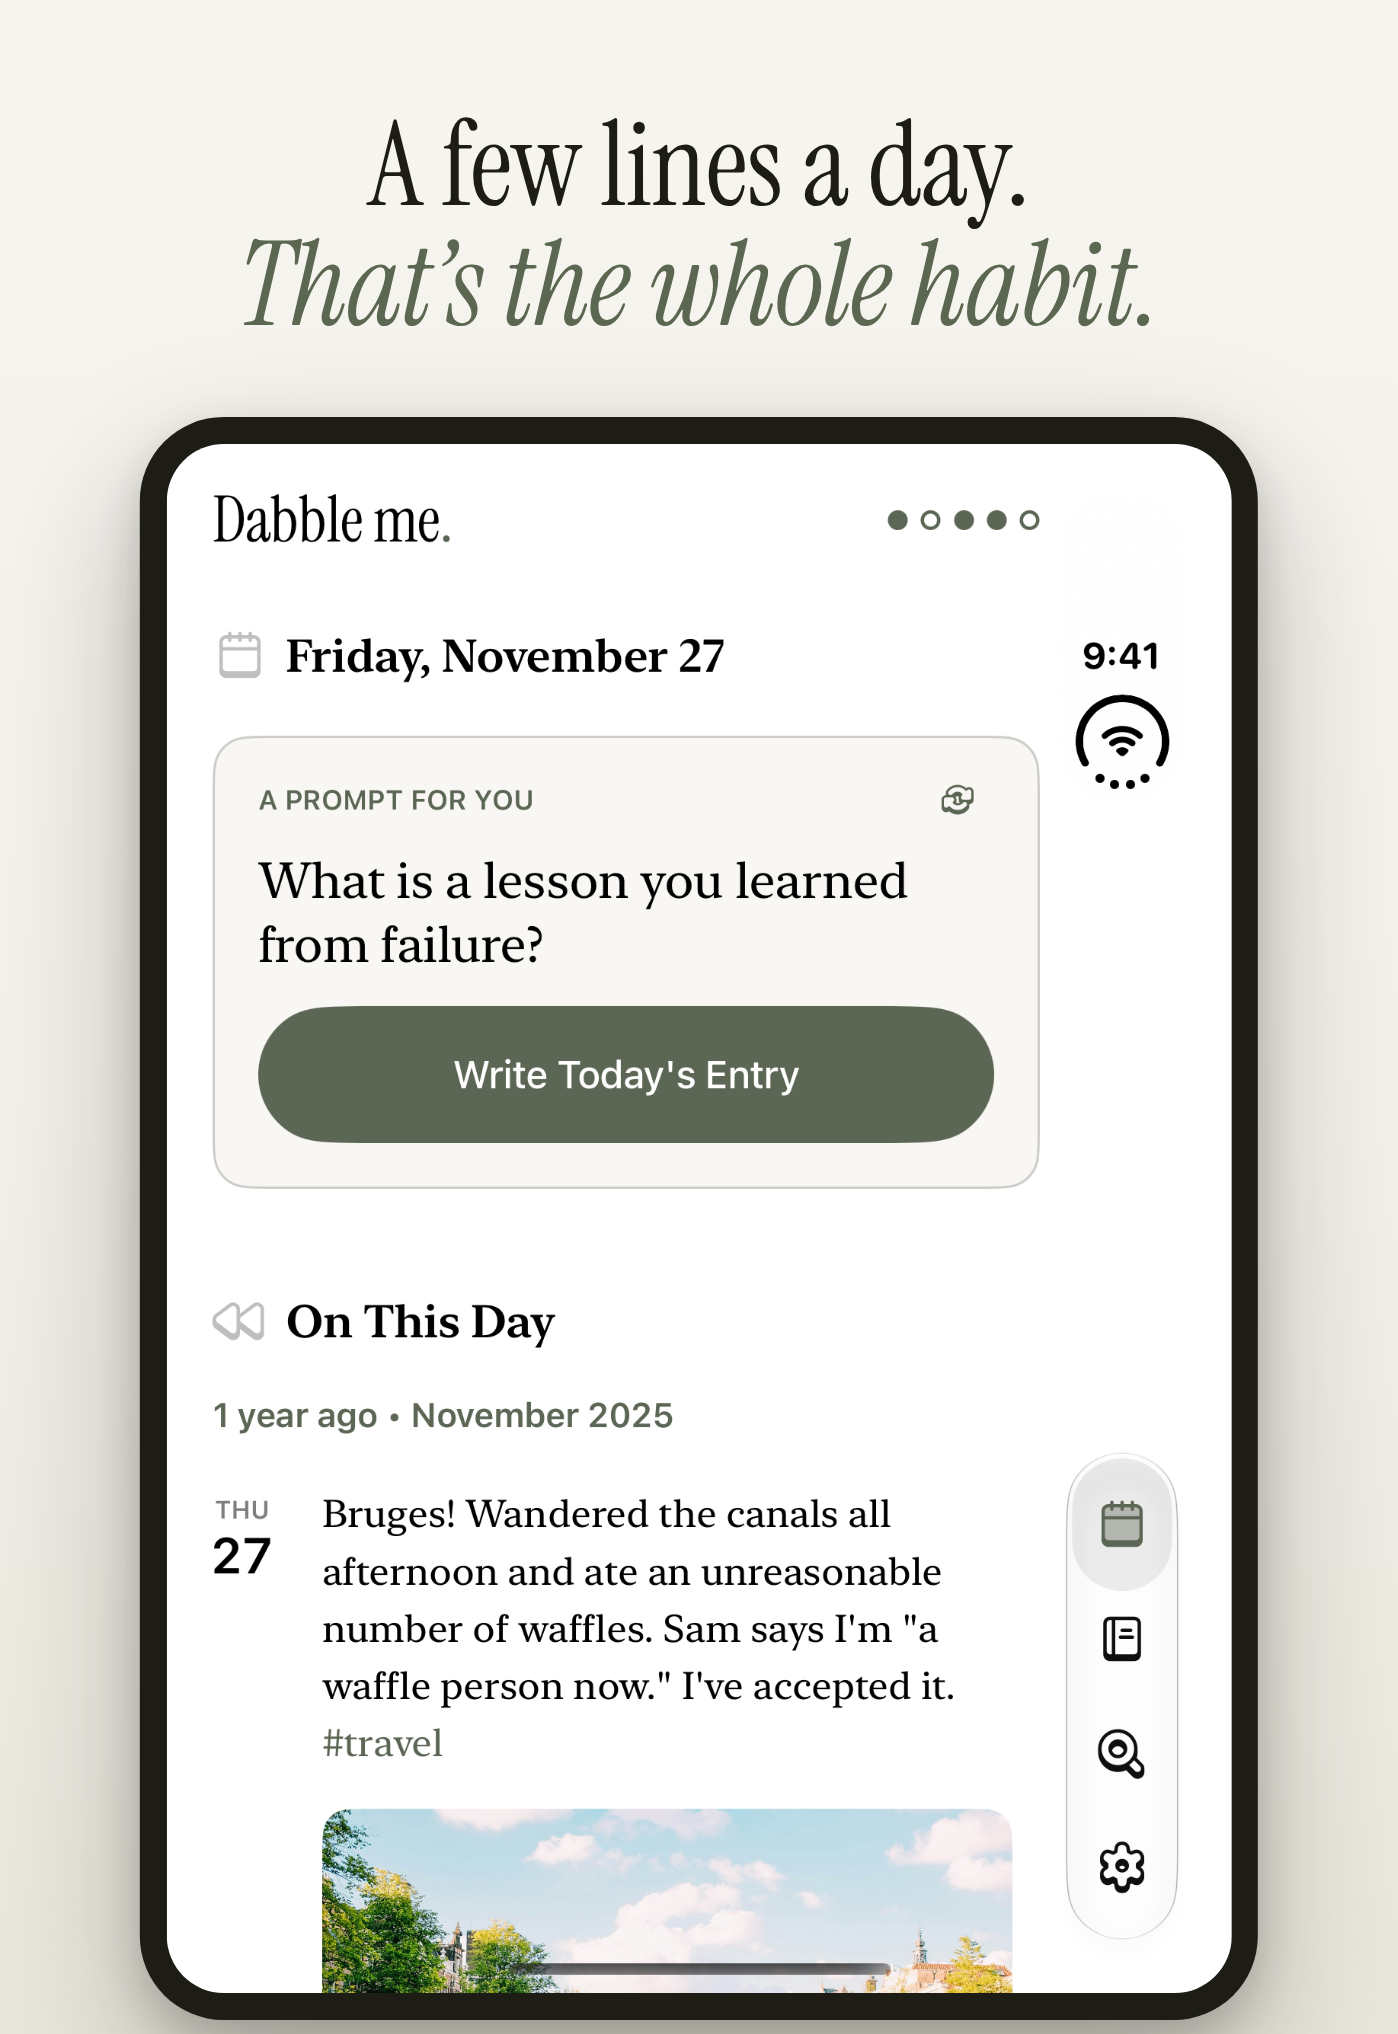 A few lines a day.
That’s the whole habit.
Dabble me.
Friday, November 27
9:41
A PROMPT FOR YOU
What is a lesson you learned
from failure?
Write Today's Entry
On This Day
1 year ago • November 2025
THU
27
Bruges! Wandered the canals all
afternoon and ate an unreasonable
number of waffles. Sam says I'm "a
waffle person now." I've accepted it.
#travel